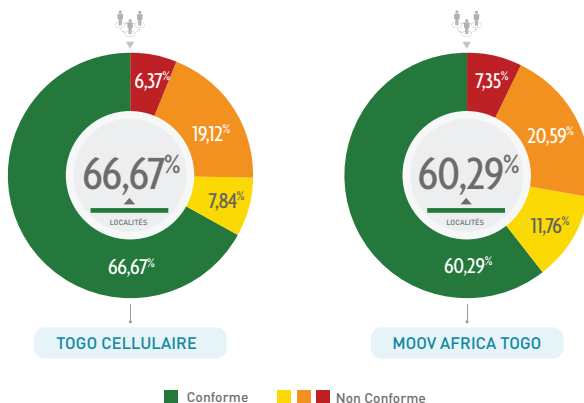 6,37%
19,12%
7,84%
66,67%
LOCALITÉS
66,67%
TOGO CELLULAIRE
7,35%
20,59%
11,76%
60,29%
LOCALITÉS
60,29%
MOOV AFRICA TOGO
Conforme
Non Conforme